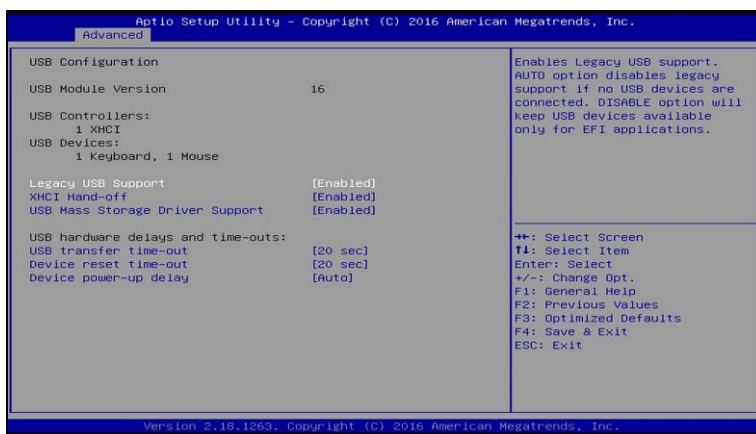 Aptio Setup Utility – Copyright (C) 2016 American Megatrends, Inc.
Advanced
USB Configuration
USB Module Version 16
USB Controllers:
1 XHCI
USB Devices:
1 Keyboard, 1 Mouse
Legacy USB Support [Enabled]
XHCI Hand-off [Enabled]
USB Mass Storage Driver Support [Enabled]
USB hardware delays and time-outs:
USB transfer time-out [20 sec]
Device reset time-out [20 sec]
Device power-up delay [Auto]
Enables Legacy USB support.
AUTO option disables legacy
support if no USB devices are
connected. DISABLE option will
keep USB devices available
only for EFI applications.
→←: Select Screen
↑↓: Select Item
Enter: Select
+/-: Change Opt.
F1: General Help
F2: Previous Values
F3: Optimized Defaults
F4: Save & Exit
ESC: Exit
Version 2.18.1263. Copyright (C) 2016 American Megatrends, Inc.